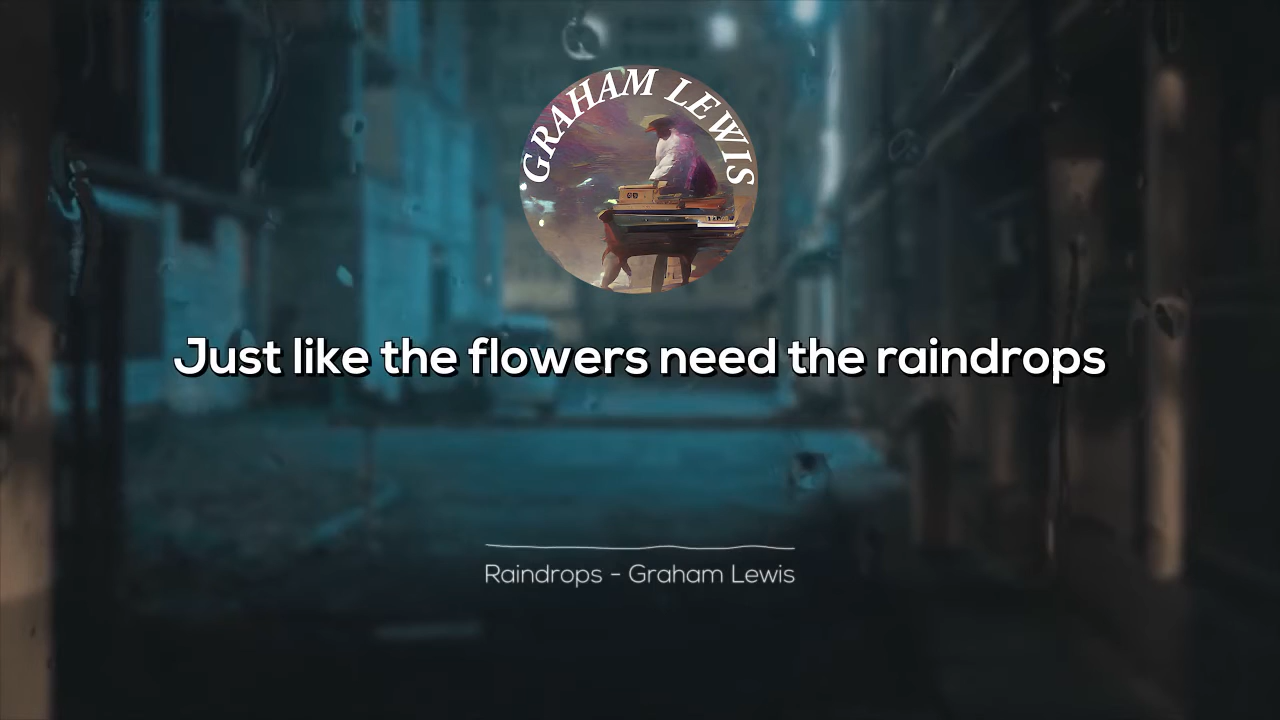 GRAHAM LEWIS
Just like the flowers need the raindrops
Raindrops - Graham Lewis